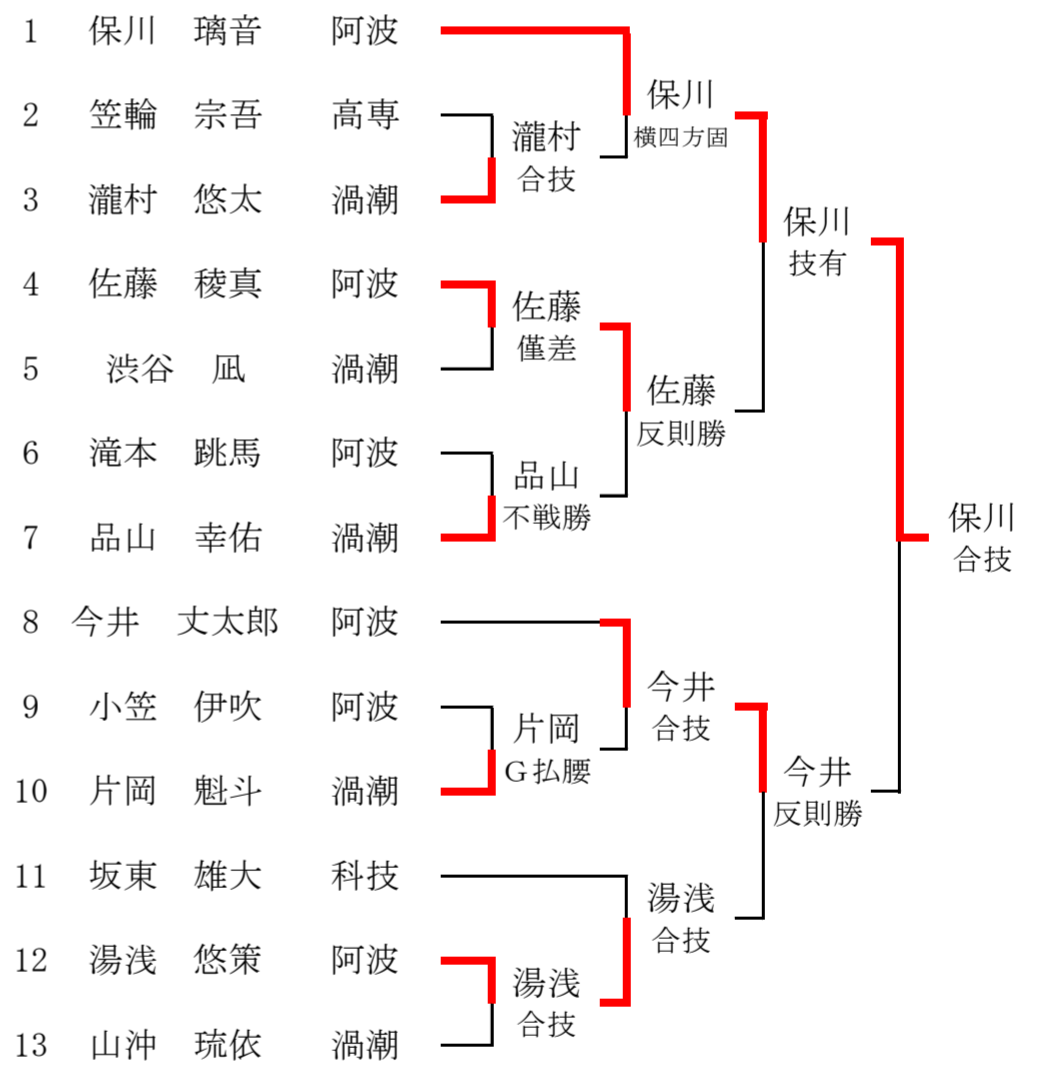 1 保川 璃音 阿波
2 笠輪 宗吾 高専
3 瀧村 悠太 渦潮
4 佐藤 稜真 阿波
5 渋谷 凪 渦潮
6 滝本 跳馬 阿波
7 品山 幸佑 渦潮
8 今井 丈太郎 阿波
9 小笠 伊吹 阿波
10 片岡 魁斗 渦潮
11 坂東 雄大 科技
12 湯浅 悠策 阿波
13 山沖 琉依 渦潮
瀧村
合技
佐藤
僅差
品山
不戦勝
片岡
G払腰
湯浅
合技
保川
横四方固
佐藤
反則勝
今井
合技
湯浅
合技
保川
技有
今井
反則勝
保川
合技